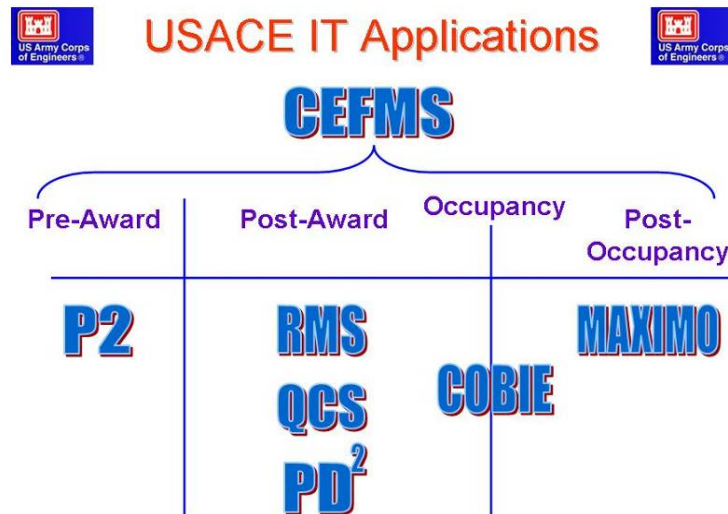 US Army Corps
of Engineers®
USACE IT Applications
US Army Corps
of Engineers®
CEFMS
Pre-Award
Post-Award
Occupancy
Post-
Occupancy
P2
RMS
MAXIMO
QCS
COBIE
PD²